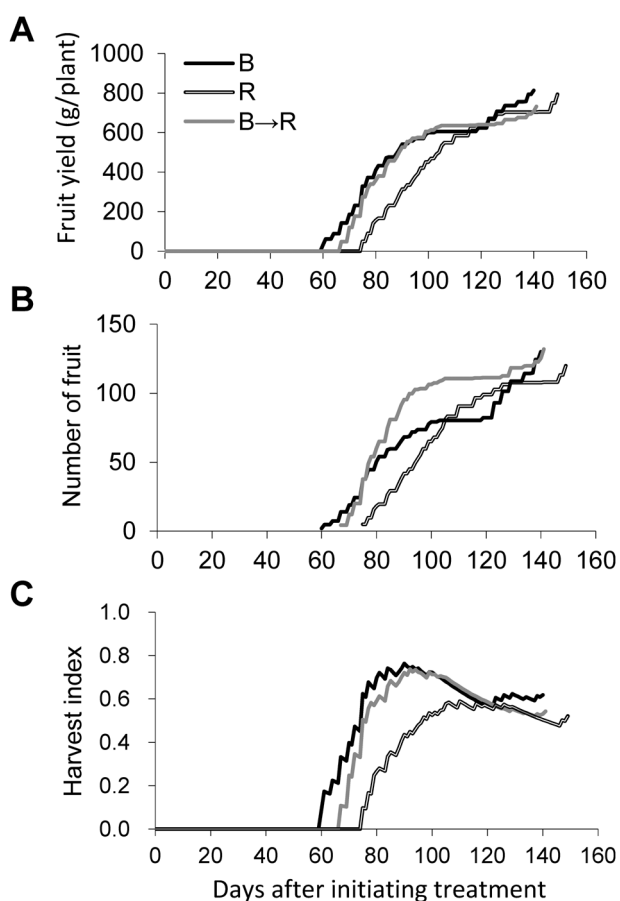 A
Fruit yield (g/plant)
1000
800
600
400
200
0
B
R
B→R
0 20 40 60 80 100 120 140 160
B
Number of fruit
150
100
50
0
0 20 40 60 80 100 120 140 160
C
Harvest index
1.0
0.8
0.6
0.4
0.2
0.0
0 20 40 60 80 100 120 140 160
Days after initiating treatment